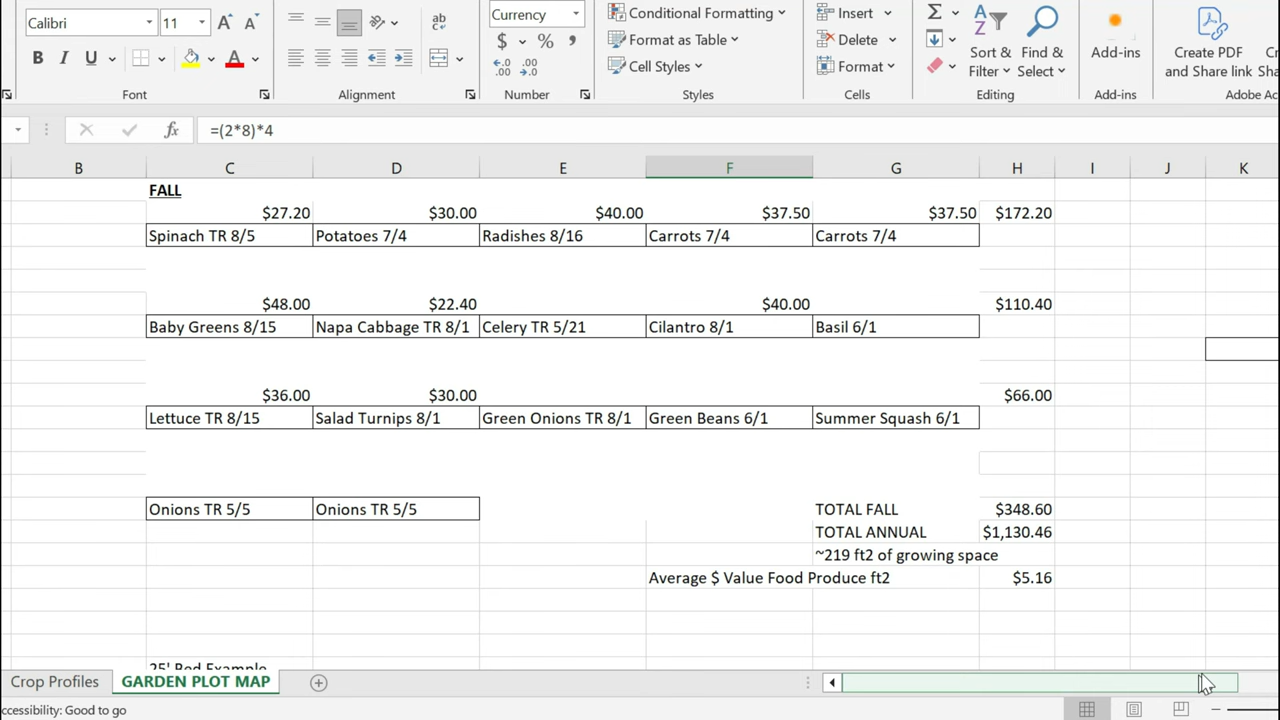 Calibri 11 Currency Conditional Formatting Insert Sort & Filter Find & Select Add-ins Create PDF and Share link
B I U A ab $ % , Format as Table Delete
Cell Styles Format
Font Alignment Number Styles Cells Editing Add-ins Adobe Ac
fx =(2*8)*4
B C D E F G H I J K
FALL
$27.20 $30.00 $40.00 $37.50 $37.50 $172.20
Spinach TR 8/5 Potatoes 7/4 Radishes 8/16 Carrots 7/4 Carrots 7/4
$48.00 $22.40 $40.00 $110.40
Baby Greens 8/15 Napa Cabbage TR 8/1 Celery TR 5/21 Cilantro 8/1 Basil 6/1
$36.00 $30.00 $66.00
Lettuce TR 8/15 Salad Turnips 8/1 Green Onions TR 8/1 Green Beans 6/1 Summer Squash 6/1
Onions TR 5/5 Onions TR 5/5 TOTAL FALL $348.60
TOTAL ANNUAL $1,130.46
~219 ft2 of growing space
Average $ Value Food Produce ft2 $5.16
25' Bed Example
Crop Profiles GARDEN PLOT MAP
ccessibility: Good to go